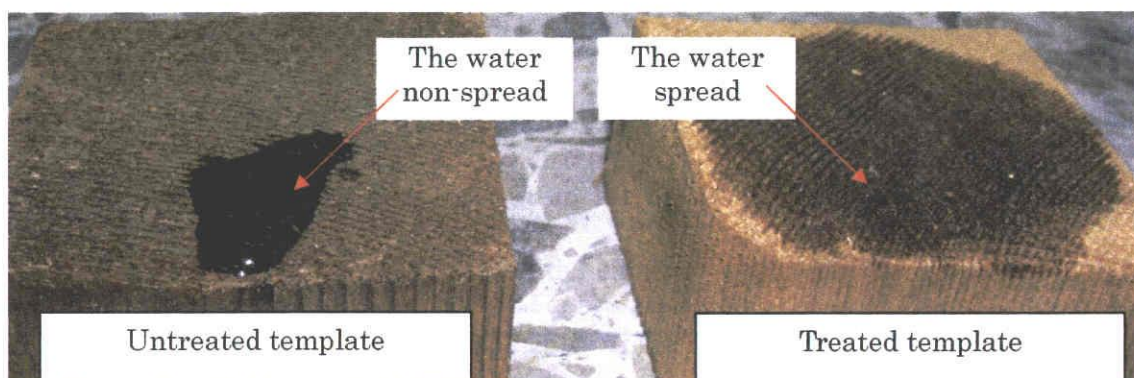 The water
non-spread
The water
spread
Untreated template
Treated template